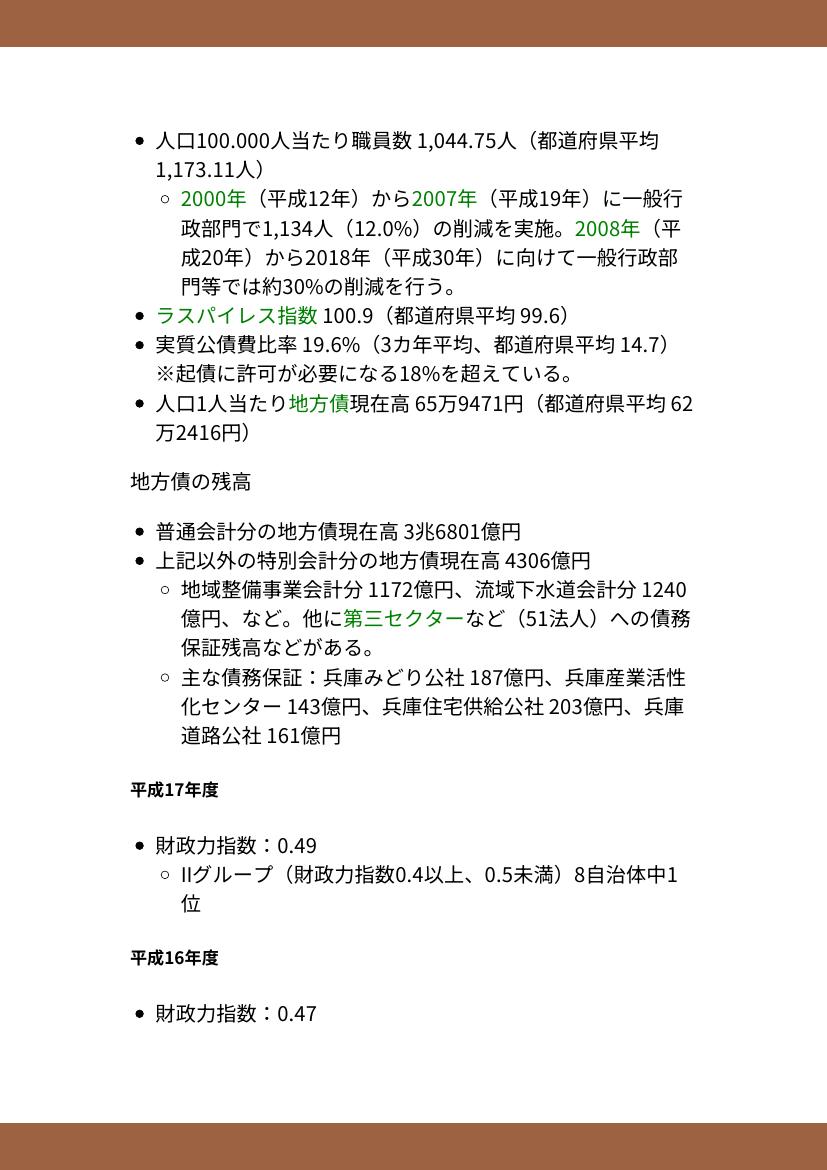 人口100.000人当たり職員数 1,044.75人（都道府県平均
1,173.11人）
2000年（平成12年）から2007年（平成19年）に一般行
政部門で1,134人（12.0%）の削減を実施。2008年（平
成20年）から2018年（平成30年）に向けて一般行政部
門等では約30%の削減を行う。
ラスパイレス指数 100.9（都道府県平均 99.6）
実質公債費比率 19.6%（3カ年平均、都道府県平均 14.7）
※起債に許可が必要になる18%を超えている。
人口1人当たり地方債現在高 65万9471円（都道府県平均 62
万2416円）
地方債の残高
普通会計分の地方債現在高 3兆6801億円
上記以外の特別会計分の地方債現在高 4306億円
地域整備事業会計分 1172億円、流域下水道会計分 1240
億円、など。他に第三セクターなど（51法人）への債務
保証残高などがある。
主な債務保証：兵庫みどり公社 187億円、兵庫産業活性
化センター 143億円、兵庫住宅供給公社 203億円、兵庫
道路公社 161億円
平成17年度
財政力指数：0.49
IIグループ（財政力指数0.4以上、0.5未満）8自治体中1
位
平成16年度
財政力指数：0.47